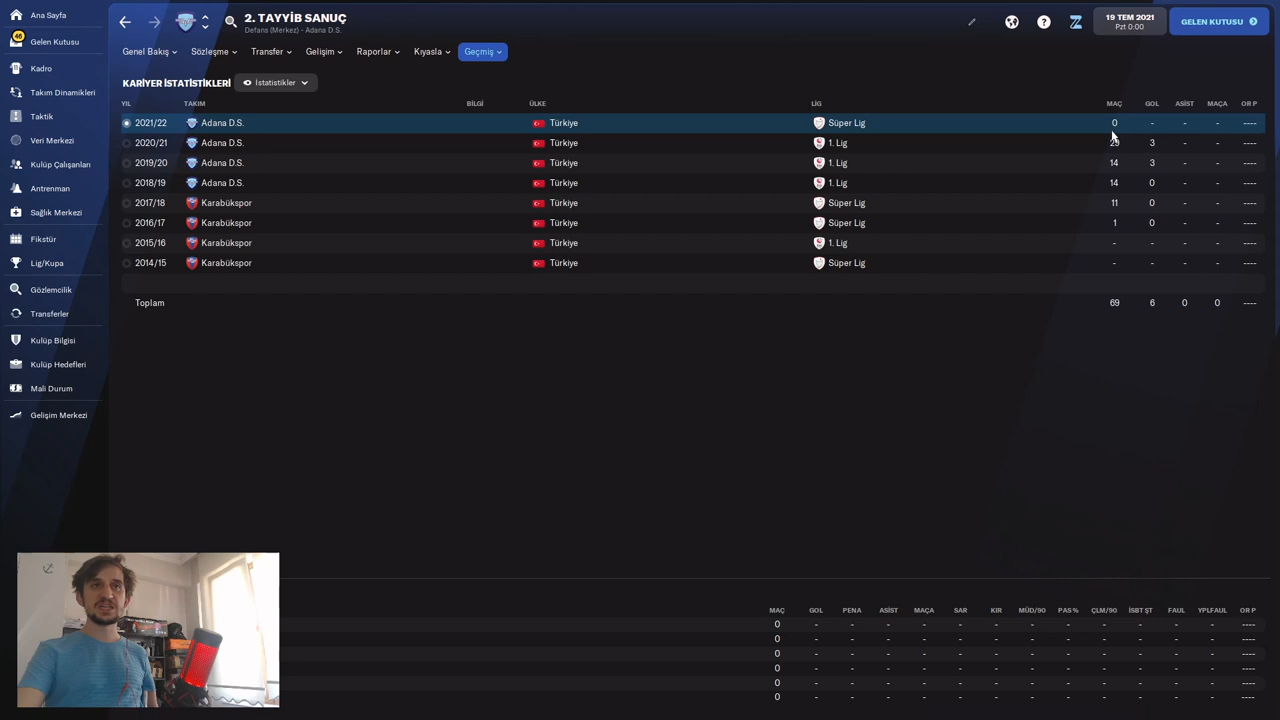 Ana Sayfa
46
Gelen Kutusu
Kadro
Takım Dinamikleri
Taktik
Veri Merkezi
Kulüp Çalışanları
Antrenman
Sağlık Merkezi
Fikstür
Lig/Kupa
Gözlemcilik
Transferler
Kulüp Bilgisi
Kulüp Hedefleri
Mali Durum
Gelişim Merkezi
2. TAYYİB SANUÇ
Defans (Merkez) - Adana D.S.
19 TEM 2021
Pzt 0:00
GELEN KUTUSU
Genel Bakış Sözleşme Transfer Gelişim Raporlar Kıyasla Geçmiş
KARİYER İSTATİSTİKLERİ İstatistikler
YIL TAKIM BİLGİ ÜLKE LİG MAÇ GOL ASİST MAÇA OR P
2021/22 Adana D.S. Türkiye Süper Lig 0 - - - ----
2020/21 Adana D.S. Türkiye 1. Lig 3 - - ----
2019/20 Adana D.S. Türkiye 1. Lig 14 3 - - ----
2018/19 Adana D.S. Türkiye 1. Lig 14 0 - - ----
2017/18 Karabükspor Türkiye Süper Lig 11 0 - - ----
2016/17 Karabükspor Türkiye Süper Lig 1 0 - - ----
2015/16 Karabükspor Türkiye 1. Lig - - - - ----
2014/15 Karabükspor Türkiye Süper Lig - - - - ----
Toplam 69 6 0 0 ----
MAÇ GOL PENA ASİST MAÇA SAR KIR MÜD/90 PAS % ÇLM/90 İSBT ŞT FAUL YPLFAUL OR P
0 - - - - - - - - - - - - ----
0 - - - - - - - - - - - - ----
0 - - - - - - - - - - - - ----
0 - - - - - - - - - - - - ----
0 - - - - - - - - - - - - ----
0 - - - - - - - - - - - - ----